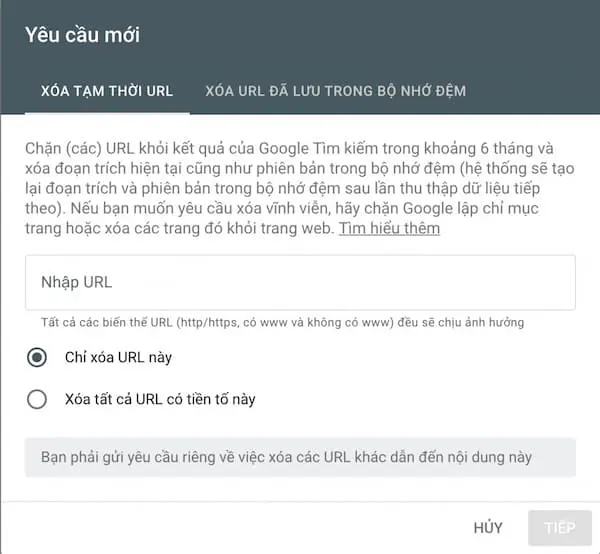 Yêu cầu mới
XÓA TẠM THỜI URL
XÓA URL ĐÃ LƯU TRONG BỘ NHỚ ĐỆM
Chặn (các) URL khỏi kết quả của Google Tìm kiếm trong khoảng 6 tháng và
xóa đoạn trích hiện tại cũng như phiên bản trong bộ nhớ đệm (hệ thống sẽ tạo
lại đoạn trích và phiên bản trong bộ nhớ đệm sau lần thu thập dữ liệu tiếp
theo). Nếu bạn muốn yêu cầu xóa vĩnh viễn, hãy chặn Google lập chỉ mục
trang hoặc xóa các trang đó khỏi trang web. Tìm hiểu thêm
Nhập URL
Tất cả các biến thể URL (http/https, có www và không có www) đều sẽ chịu ảnh hưởng
Chỉ xóa URL này
Xóa tất cả URL có tiền tố này
Bạn phải gửi yêu cầu riêng về việc xóa các URL khác dẫn đến nội dung này
HỦY
TIẾP